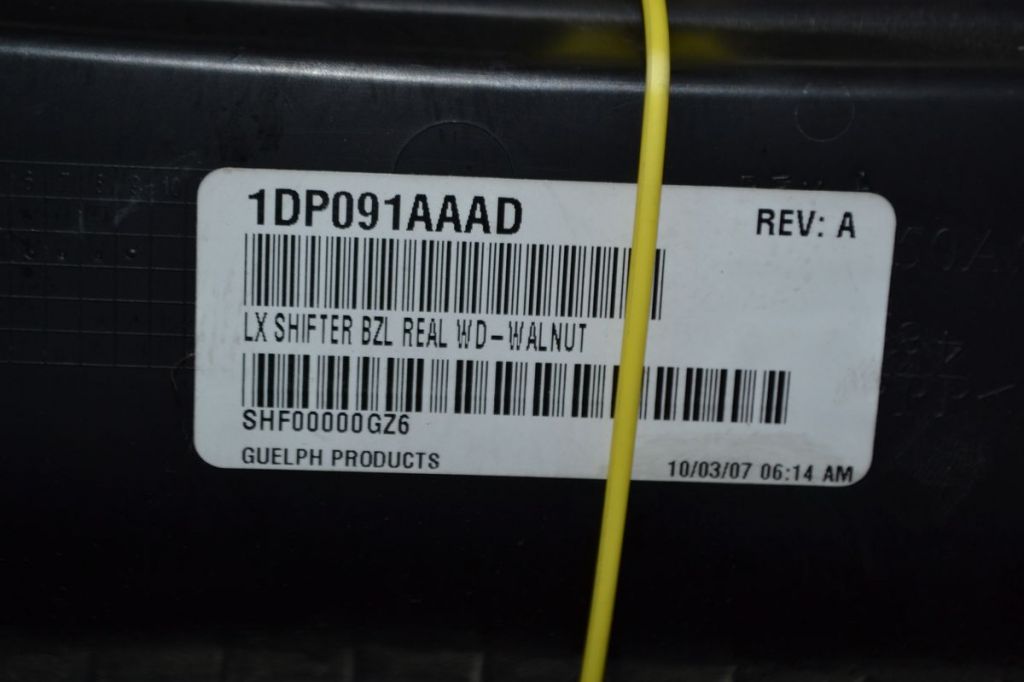 1DP091AAAD
REV: A
LX SHIFTER BZL REAL WD-WALNUT
SHF00000GZ6
GUELPH PRODUCTS
10/03/07 06:14 AM